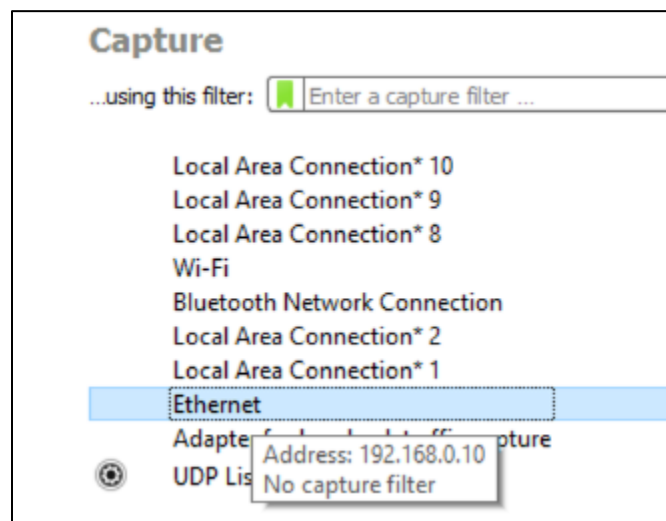 Capture
...using this filter: Enter a capture filter ...
Local Area Connection* 10
Local Area Connection* 9
Local Area Connection* 8
Wi-Fi
Bluetooth Network Connection
Local Area Connection* 2
Local Area Connection* 1
Ethernet
Address: 192.168.0.10
No capture filter
UDP